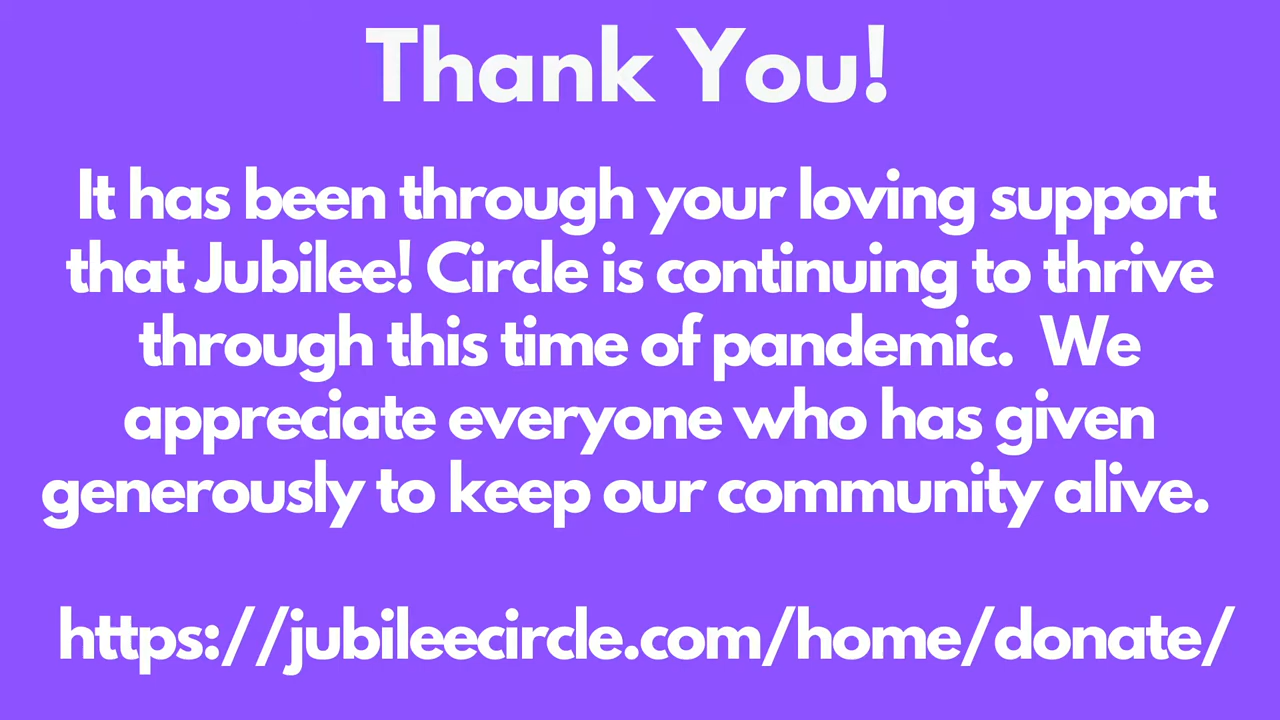 Thank You!
It has been through your loving support
that Jubilee! Circle is continuing to thrive
through this time of pandemic.  We
appreciate everyone who has given
generously to keep our community alive.
https://jubileecircle.com/home/donate/